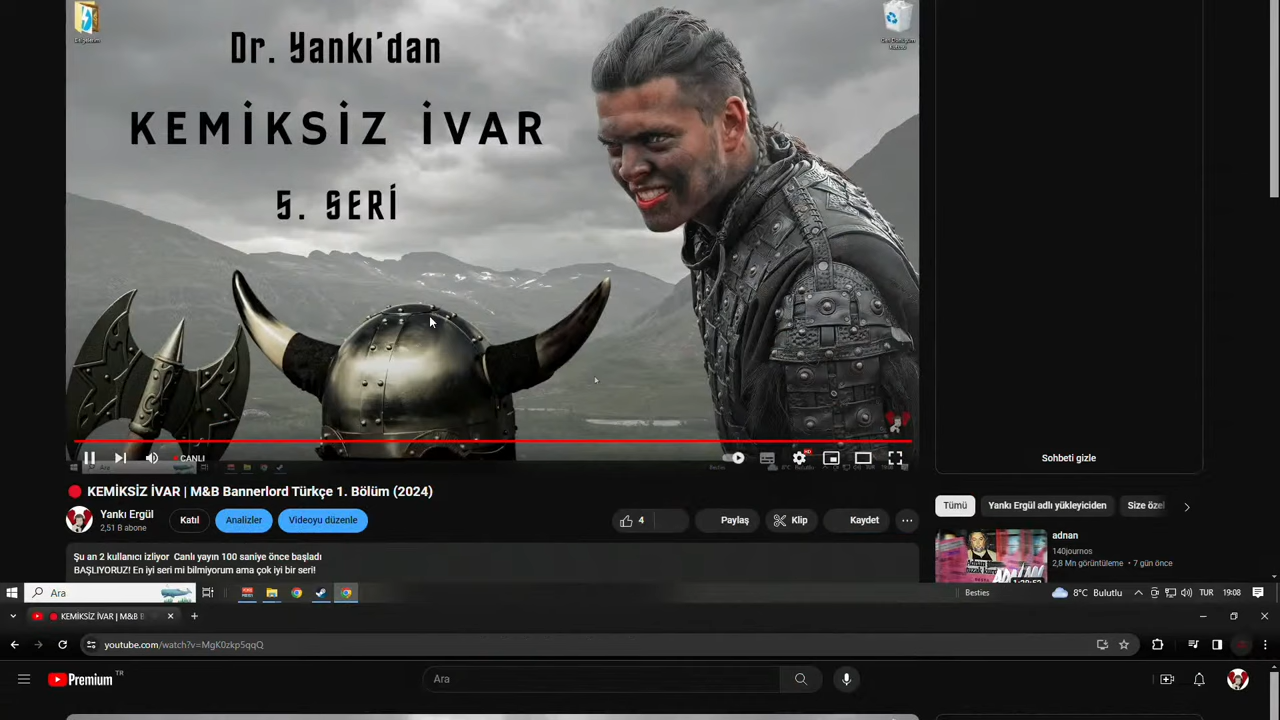 Dr. Yankı'dan
KEMİKSİZ İVAR
5. SERİ
CANLI
HD
Sohbeti gizle
KEMİKSİZ İVAR | M&B Bannerlord Türkçe 1. Bölüm (2024)
Yankı Ergül
2,51 B abone
Katıl
Analizler
Videoyu düzenle
4
Paylaş
Klip
Kaydet
Tümü
Yankı Ergül adlı yükleyiciden
Size özel
adnan
140journos
2,8 Mn görüntüleme • 7 gün önce
Şu an 2 kullanıcı izliyor Canlı yayın 100 saniye önce başladı
BAŞLIYORUZ! En iyi seri mi bilmiyorum ama çok iyi bir seri!
Ara
Besties
8°C Bulutlu
TUR
19:08
KEMİKSİZ İVAR | M&B B
youtube.com/watch?v=MgK0zkp5qqQ
Premium TR
Ara